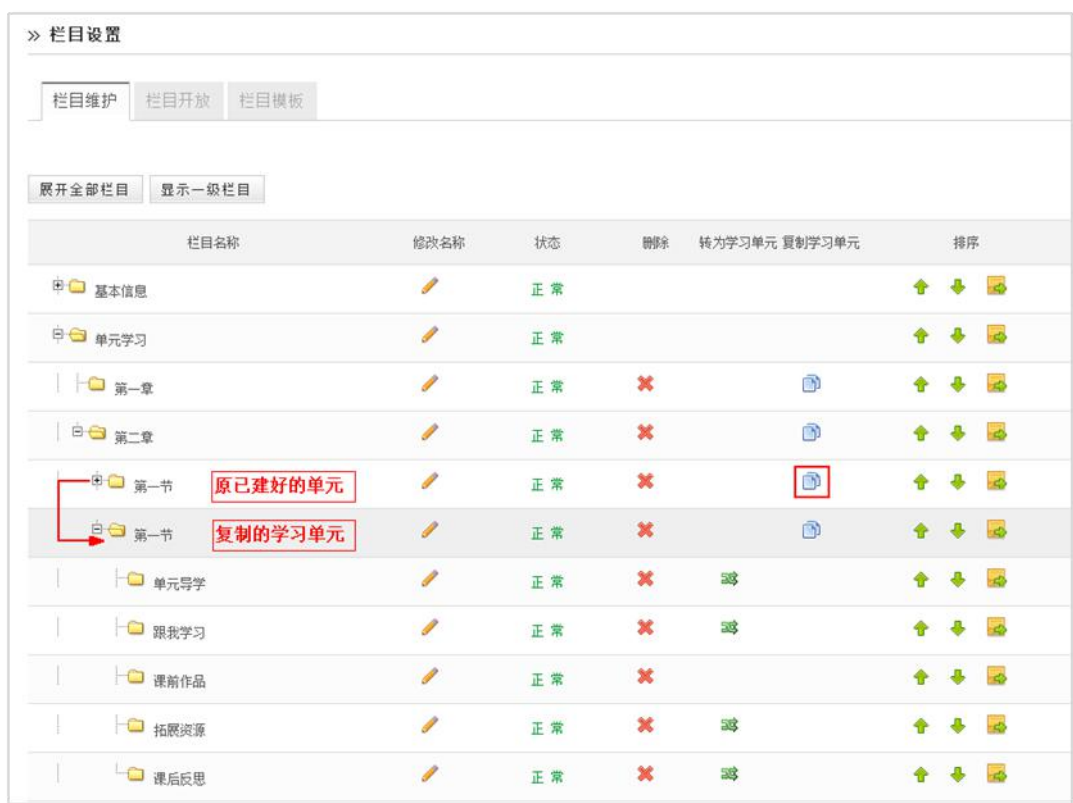 » 栏目设置
栏目维护 栏目开放 栏目模板
展开全部栏目 显示一级栏目
栏目名称 修改名称 状态 删除 转为学习单元 复制学习单元 排序
基本信息 正常
单元学习 正常
第一章 正常
第二章 正常
第一节 原已建好的单元 正常
第一节 复制的学习单元 正常
单元导学 正常
跟我学习 正常
课前作品 正常
拓展资源 正常
课后反思 正常